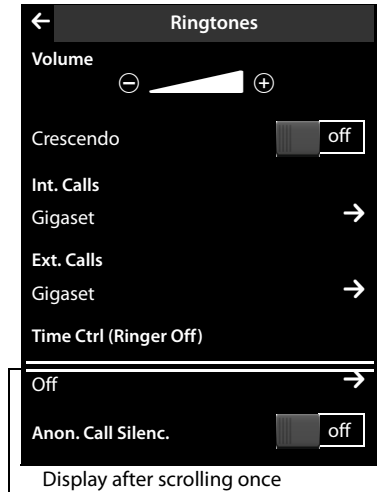 Ringtones
Volume
Crescendo off
Int. Calls
Gigaset
Ext. Calls
Gigaset
Time Ctrl (Ringer Off)
Off
Anon. Call Silenc. off
Display after scrolling once